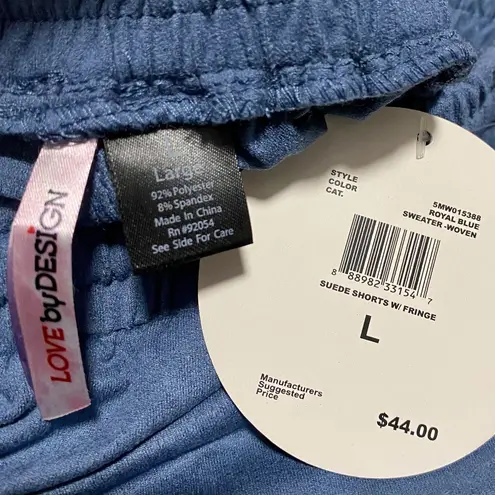 LOVE by DESIGN
Large
92% Polyester
8% Spandex
Made in China
Rn#92054
See Side For Care
STYLE 5MW015388
COLOR ROYAL BLUE
CAT. SWEATER -WOVEN
8 88982 33154 7
SUEDE SHORTS W/ FRINGE
L
Manufacturers
Suggested
Price
$44.00